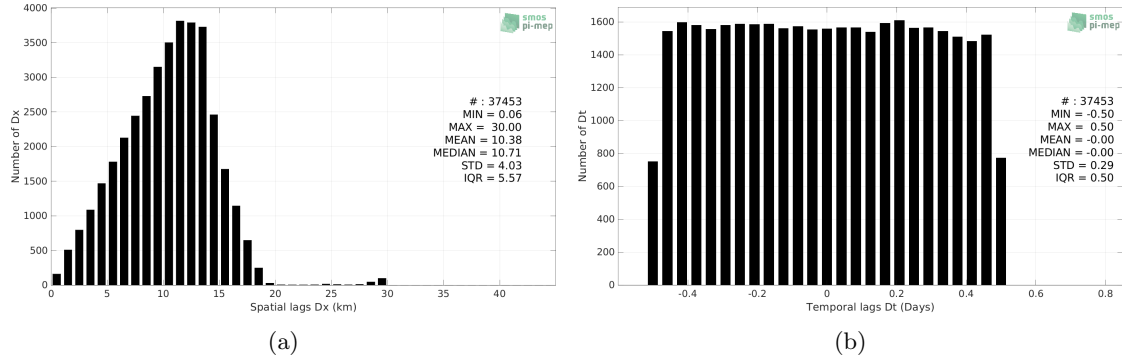 4000
3500
3000
2500
2000
1500
1000
500
0
Number of Dx
0 5 10 15 20 25 30 35 40
Spatial lags Dx (km)
smos
pi-mep
# : 37453
MIN = 0.06
MAX = 30.00
MEAN = 10.38
MEDIAN = 10.71
STD = 4.03
IQR = 5.57
(a)
1600
1400
1200
1000
800
600
400
200
0
Number of Dt
-0.4 -0.2 0 0.2 0.4 0.6 0.8
Temporal lags Dt (Days)
smos
pi-mep
# : 37453
MIN = -0.50
MAX = 0.50
MEAN = -0.00
MEDIAN = -0.00
STD = 0.29
IQR = 0.50
(b)